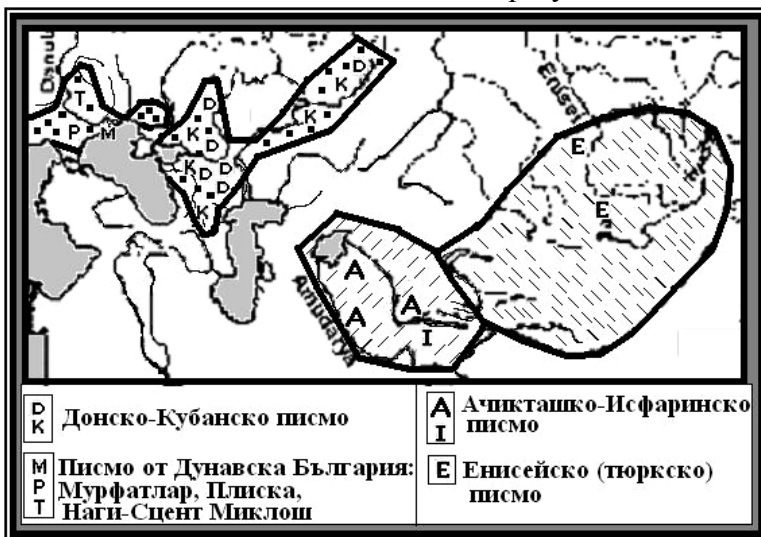 Danub
Enisei
Amudarya
D
K
D
K
T
K
D
P
M
K
D
D
D
K
E
E
A
A
A
I
D
K
Донско-Кубанско писмо
M
P
T
Писмо от Дунавска България:
Мурфатлар, Плиска,
Наги-Сцент Миклош
A
I
Ачикташко-Исфаринско
писмо
E
Енисейско (тюркско)
писмо